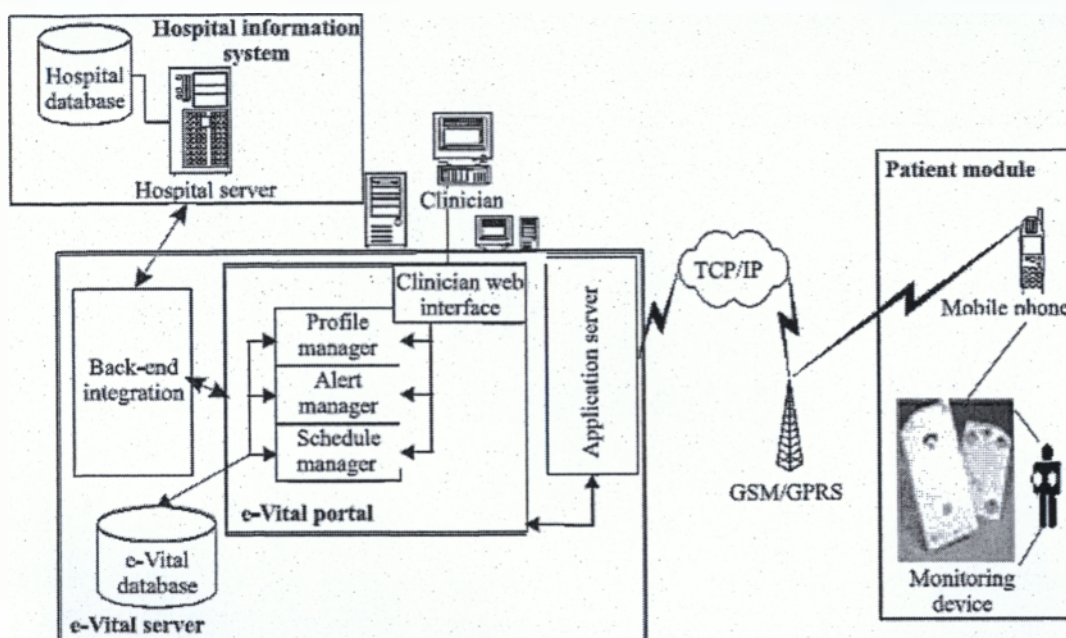 Hospital information
system
Hospital
database
Hospital server
Clinician
Patient module
Mobile phone
Monitoring
device
TCP/IP
GSM/GPRS
Clinician web
interface
Profile
manager
Alert
manager
Schedule
manager
e-Vital portal
Back-end
integration
Application server
e-Vital
database
e-Vital server